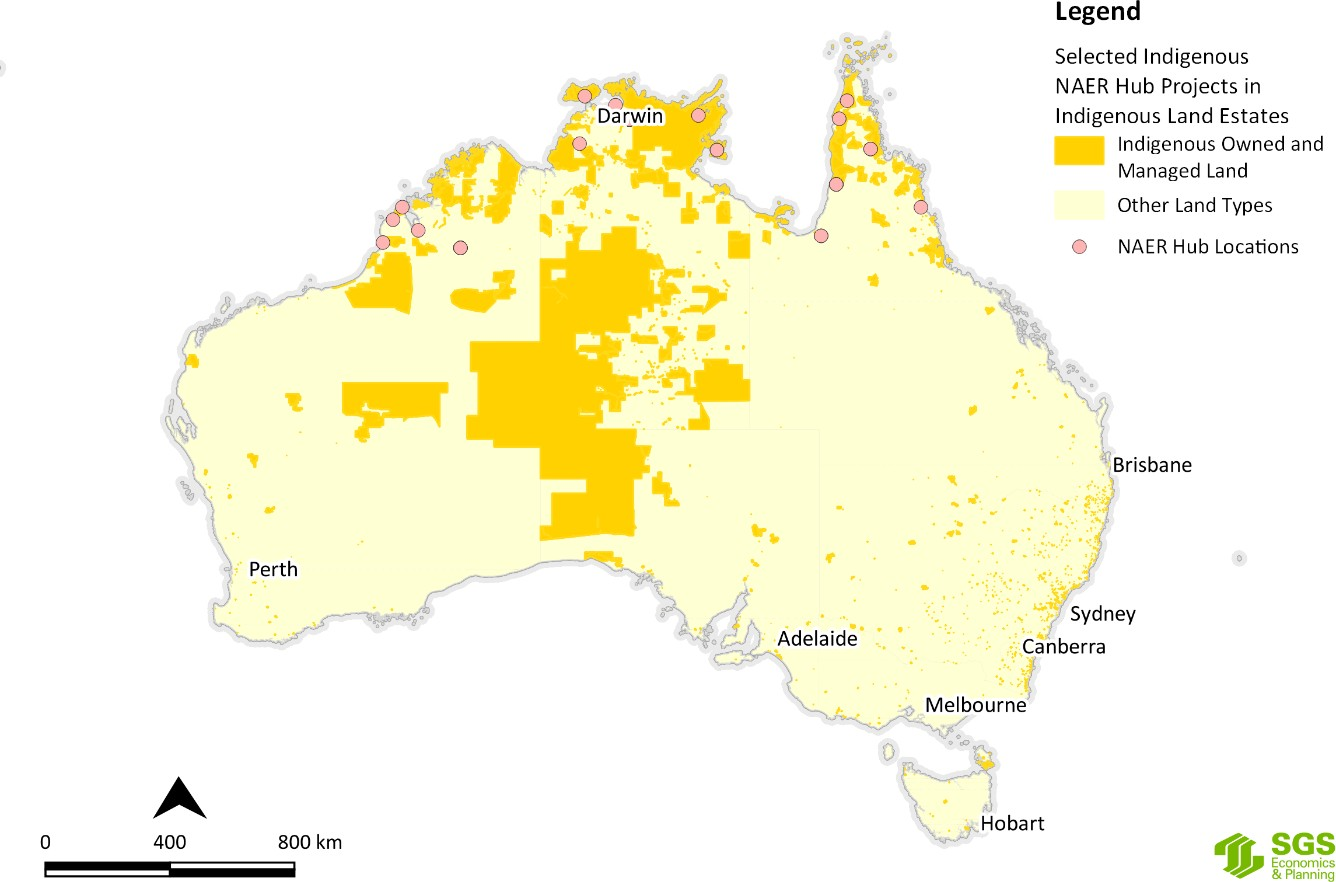 Legend
Selected Indigenous
NAER Hub Projects in
Indigenous Land Estates
Indigenous Owned and
Managed Land
Other Land Types
NAER Hub Locations
Darwin
Brisbane
Perth
Sydney
Adelaide
Canberra
Melbourne
Hobart
0 400 800 km
SGS
Economics
& Planning